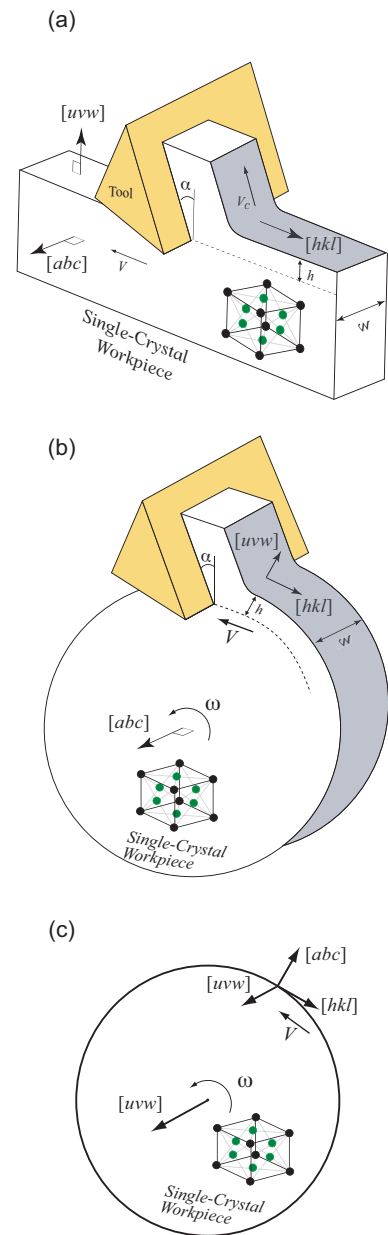 (a)
[uvw]
Tool
α
V_C
[hkl]
[abc]
V
h
w
Single-Crystal
Workpiece
(b)
[uvw]
α
[hkl]
h
V
w
ω
[abc]
Single-Crystal
Workpiece
(c)
[abc]
[uvw]
[hkl]
V
ω
[uvw]
Single-Crystal
Workpiece